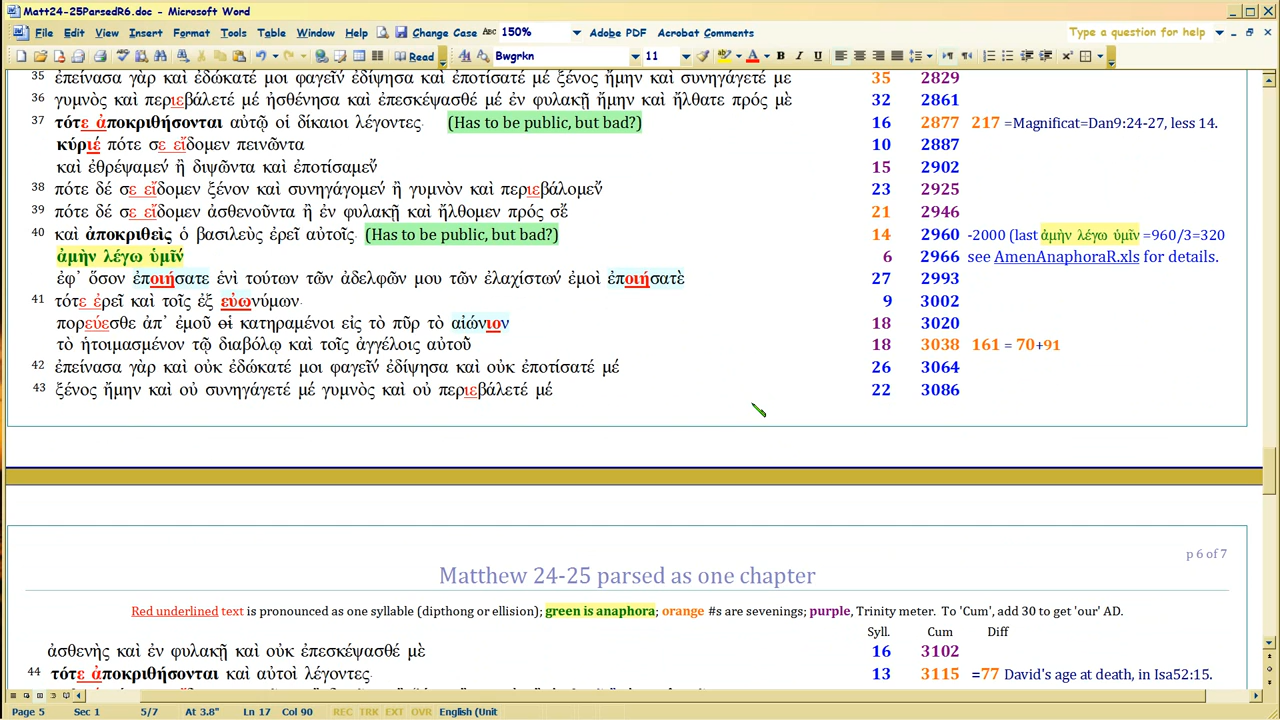 Matt24-25ParsedR6.doc - Microsoft Word
File Edit View Insert Format Tools Table Window Help Change Case ABC 150% Adobe PDF Acrobat Comments Type a question for help
Read Bwgrkn 11 B I U
35 ἐπείνασα γὰρ καὶ ἐδώκατέ μοι φαγεῖν ἐδίψησα καὶ ἐποτίσατέ μέ ξένος ἤμην καὶ συνηγάγετέ με 35 2829
36 γυμνὸς καὶ περιεβάλετέ μέ ἠσθένησα καὶ ἐπεσκέψασθέ μέ ἐν φυλακῇ ἤμην καὶ ἤλθατε πρός μὲ 32 2861
37 τότε ἀποκριθήσονται αὐτῷ οἱ δίκαιοι λέγοντες· (Has to be public, but bad?) 16 2877 217 =Magnificat=Dan9:24-27, less 14.
κύριέ πότε σε εἴδομεν πεινῶντα 10 2887
καὶ ἐθρέψαμεν ἢ διψῶντα καὶ ἐποτίσαμεν 15 2902
38 πότε δέ σε εἴδομεν ξένον καὶ συνηγάγομεν ἢ γυμνὸν καὶ περιεβάλομεν 23 2925
39 πότε δέ σε εἴδομεν ἀσθενοῦντα ἢ ἐν φυλακῇ καὶ ἤλθομεν πρός σέ 21 2946
40 καὶ ἀποκριθεὶς ὁ βασιλεὺς ἐρεῖ αὐτοῖς· (Has to be public, but bad?) 14 2960 -2000 (last ἀμὴν λέγω ὑμῖν =960/3=320
ἀμὴν λέγω ὑμῖν 6 2966 see AmenAnaphoraR.xls for details.
ἐφ᾽ ὅσον ἐποιήσατε ἑνὶ τούτων τῶν ἀδελφῶν μου τῶν ἐλαχίστων ἐμοὶ ἐποιήσατὲ 27 2993
41 τότε ἐρεῖ καὶ τοῖς ἐξ εὐωνύμων· 9 3002
πορεύεσθε ἀπ᾽ ἐμοῦ οἱ κατηραμένοι εἰς τὸ πῦρ τὸ αἰώνιον 18 3020
τὸ ἡτοιμασμένον τῷ διαβόλῳ καὶ τοῖς ἀγγέλοις αὐτοῦ 18 3038 161 = 70+91
42 ἐπείνασα γὰρ καὶ οὐκ ἐδώκατέ μοι φαγεῖν ἐδίψησα καὶ οὐκ ἐποτίσατέ μέ 26 3064
43 ξένος ἤμην καὶ οὐ συνηγάγετέ μέ γυμνὸς καὶ οὐ περιεβάλετέ μέ 22 3086
p 6 of 7
Matthew 24-25 parsed as one chapter
Red underlined text is pronounced as one syllable (dipthong or ellision); green is anaphora; orange #s are sevenings; purple, Trinity meter. To 'Cum', add 30 to get 'our' AD.
Syll. Cum Diff
ἀσθενὴς καὶ ἐν φυλακῇ καὶ οὐκ ἐπεσκέψασθέ μὲ 16 3102
44 τότε ἀποκριθήσονται καὶ αὐτοὶ λέγοντες· 13 3115 =77 David's age at death, in Isa52:15.
Page 5 Sec 1 5/7 At 3.8" Ln 17 Col 90 REC TRK EXT OVR English (Unit